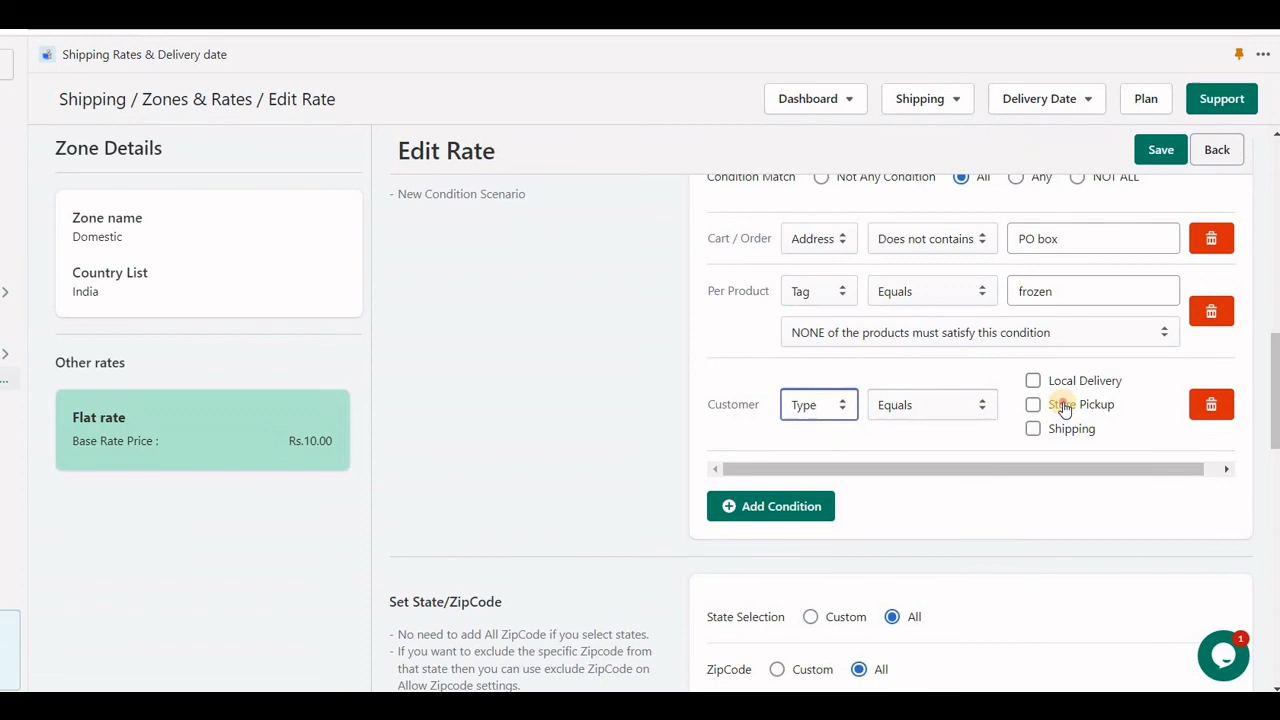 Shipping Rates & Delivery date
Shipping / Zones & Rates / Edit Rate
Dashboard
Shipping
Delivery Date
Plan
Support
Zone Details
Zone name
Domestic
Country List
India
Other rates
Flat rate
Base Rate Price :
Rs.10.00
Edit Rate
Save
Back
- New Condition Scenario
Condition Match
Not Any Condition
All
Any
NOT ALL
Cart / Order
Address
Does not contains
PO box
Per Product
Tag
Equals
frozen
NONE of the products must satisfy this condition
Customer
Type
Equals
Local Delivery
Store Pickup
Shipping
Add Condition
Set State/ZipCode
- No need to add All ZipCode if you select states.
- If you want to exclude the specific Zipcode from
that state then you can use exclude ZipCode on
Allow Zipcode settings.
State Selection
Custom
All
ZipCode
Custom
All
1